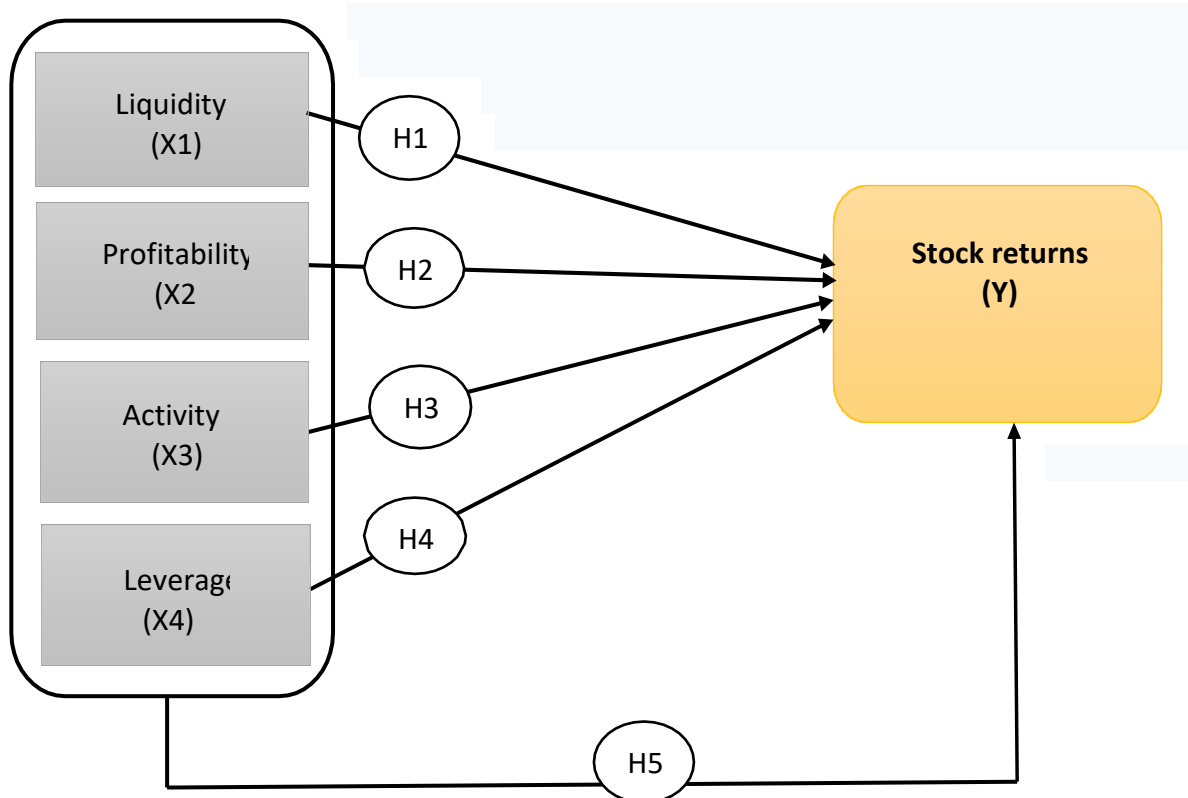 Liquidity
(X1)
H1
Profitability
(X2
H2
Stock returns
(Y)
Activity
(X3)
H3
Leverage
(X4)
H4
H5